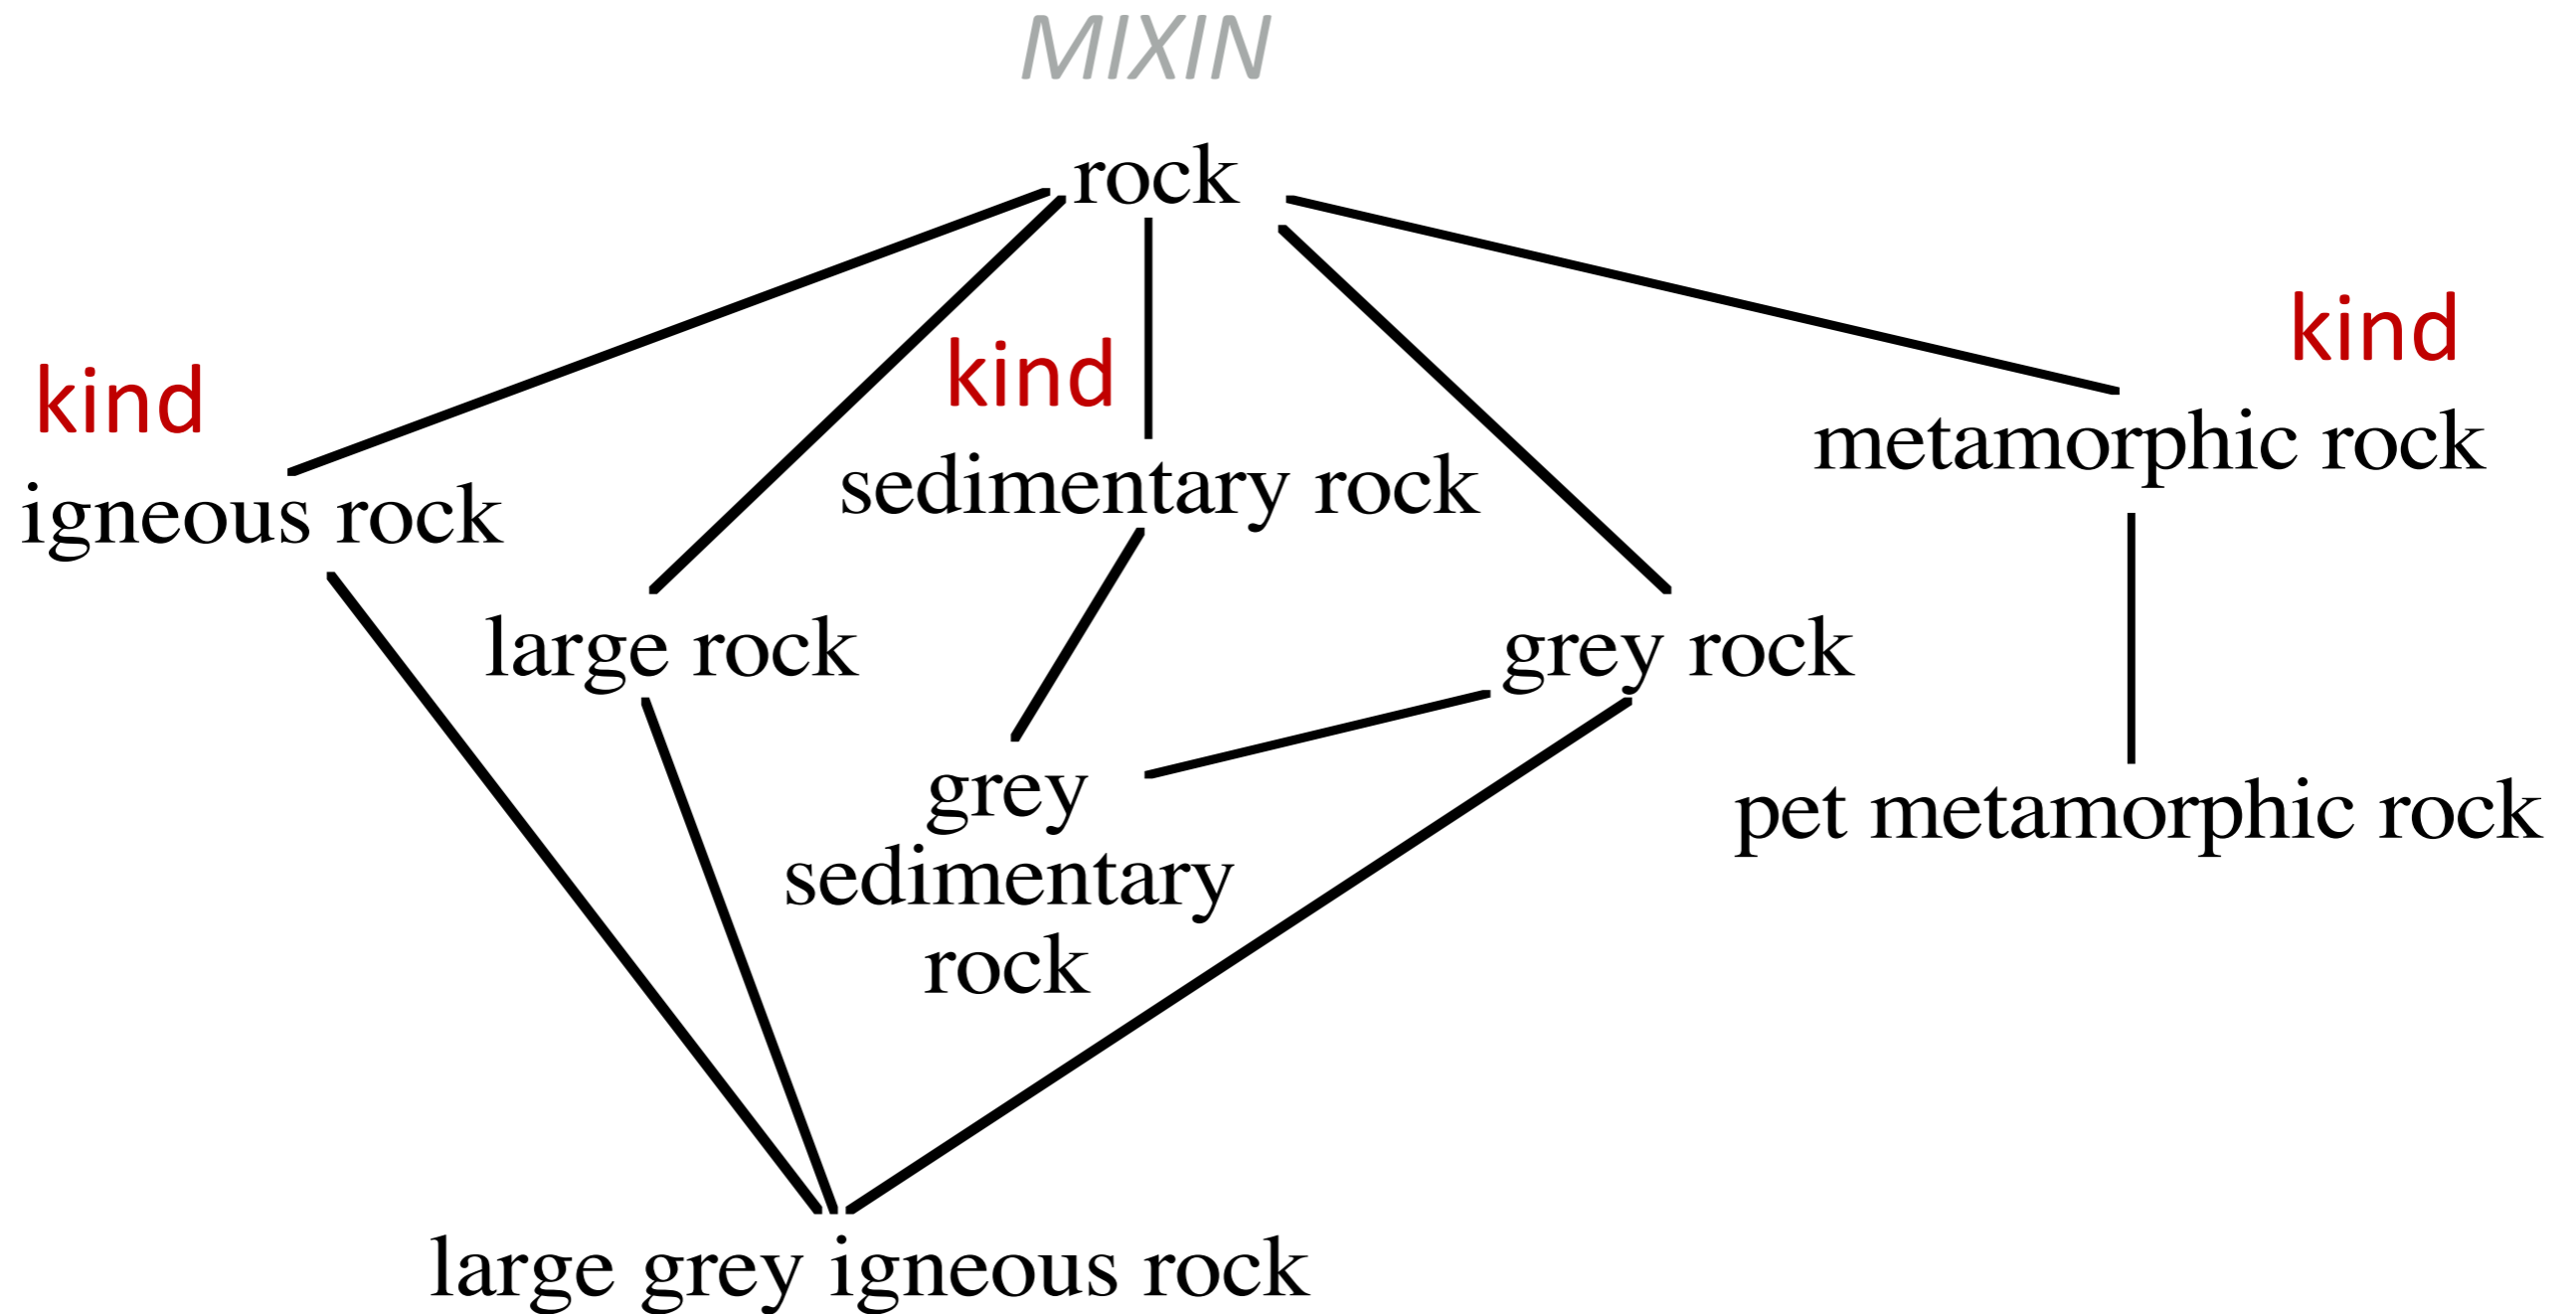 MIXIN
rock
kind
kind
kind
metamorphic rock
sedimentary rock
igneous rock
large rock
grey rock
grey
sedimentary
rock
pet metamorphic rock
large grey igneous rock